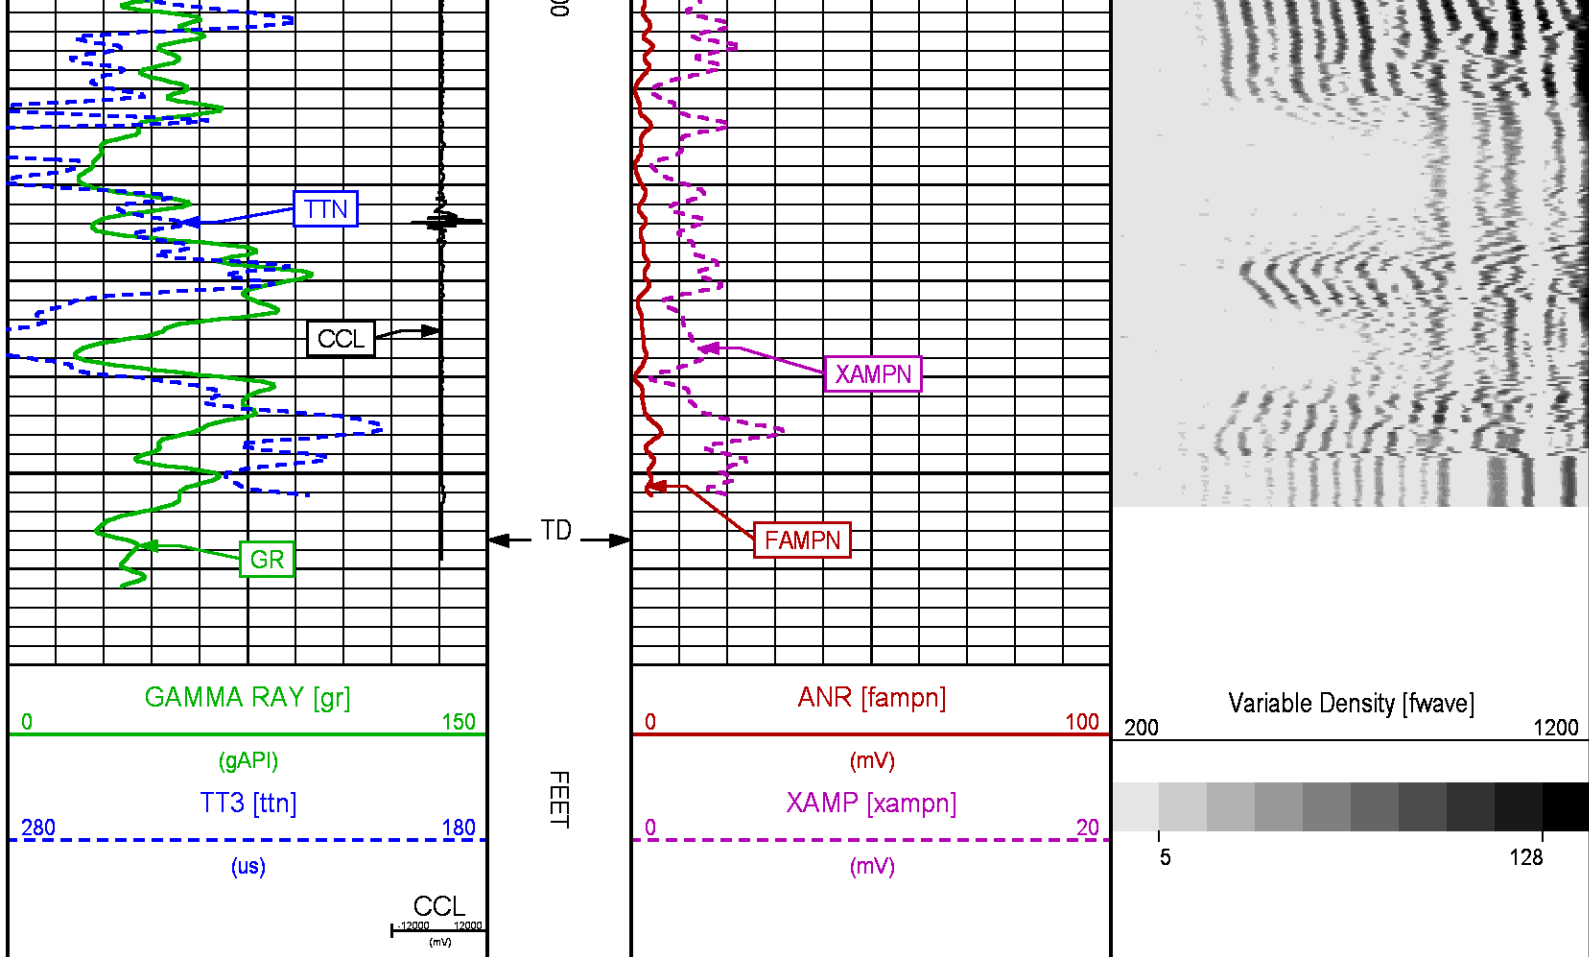 00
TTN
CCL
XAMPN
TD
FAMPN
GR
GAMMA RAY [gr]
0 150
(gAPI)
TT3 [ttn]
280 180
(us)
CCL
-12000 12000
(mV)
FEET
ANR [fampn]
0 100
(mV)
XAMP [xampn]
0 20
(mV)
Variable Density [fwave]
200 1200
5 128